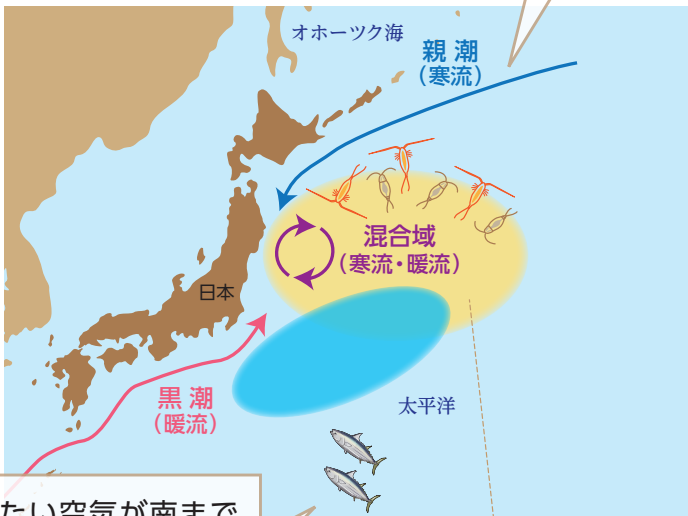 オホーツク海
親 潮
（寒流）
混合域
（寒流・暖流）
日本
黒 潮
（暖流）
太平洋
たい空気が南まで